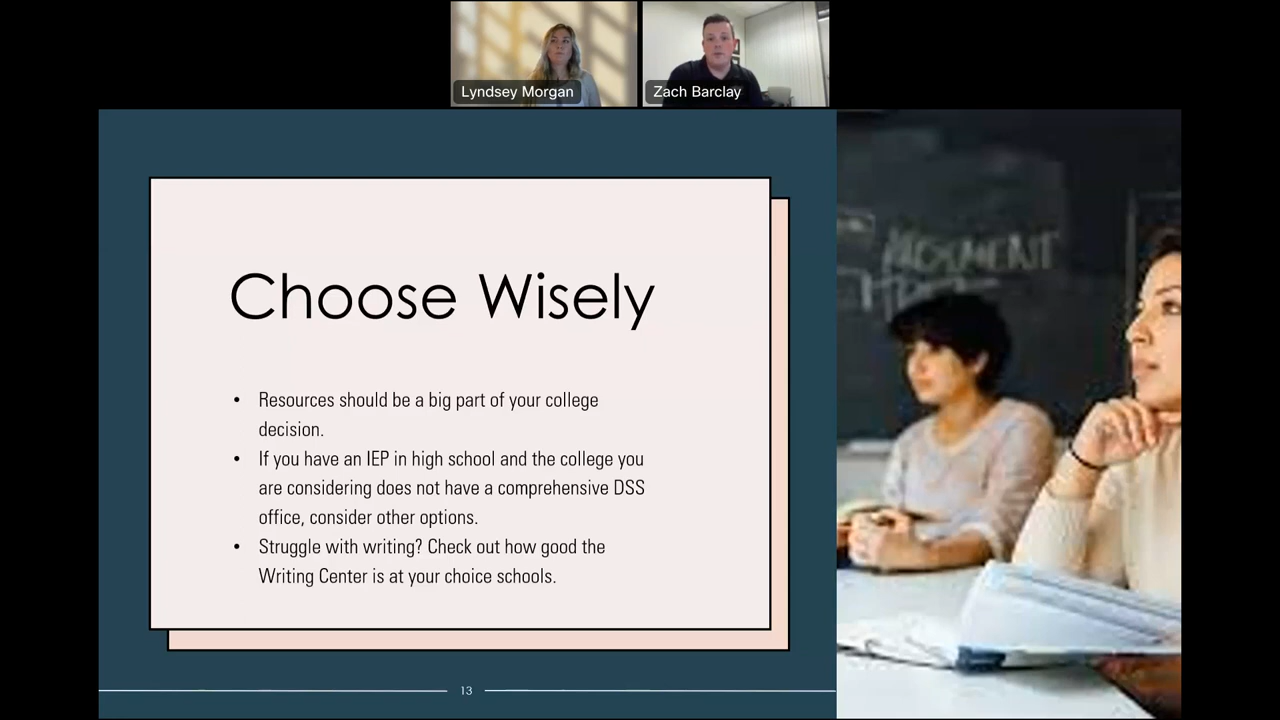 Lyndsey Morgan
Zach Barclay
Choose Wisely
• Resources should be a big part of your college
decision.
• If you have an IEP in high school and the college you
are considering does not have a comprehensive DSS
office, consider other options.
• Struggle with writing? Check out how good the
Writing Center is at your choice schools.
13